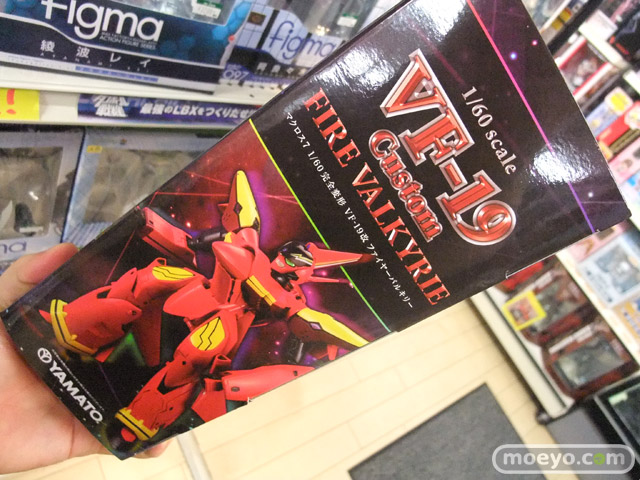 figma
綾波レイ
figma
097
最強のLBXをつくりだせ
1/60 scale
VF-19
Custom
FIRE VALKYRIE
マクロス7 1/60 完全変形 VF-19改 ファイヤーバルキリー
YAMATO
moeyo.com